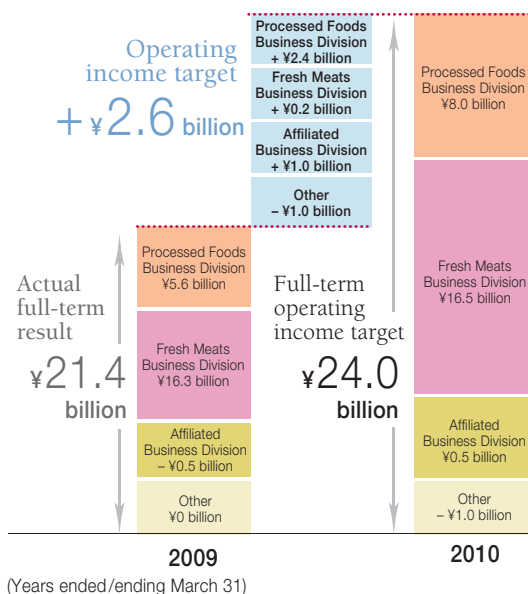 Operating
income target
+ ¥2.6 billion
Processed Foods
Business Division
+ ¥2.4 billion
Fresh Meats
Business Division
+ ¥0.2 billion
Affiliated
Business Division
+ ¥1.0 billion
Other
– ¥1.0 billion
Actual
full-term
result
¥21.4
billion
Processed Foods
Business Division
¥5.6 billion
Fresh Meats
Business Division
¥16.3 billion
Affiliated
Business Division
– ¥0.5 billion
Other
¥0 billion
Full-term
operating
income target
¥24.0
billion
Processed Foods
Business Division
¥8.0 billion
Fresh Meats
Business Division
¥16.5 billion
Affiliated
Business Division
¥0.5 billion
Other
– ¥1.0 billion
2009
2010
(Years ended/ending March 31)